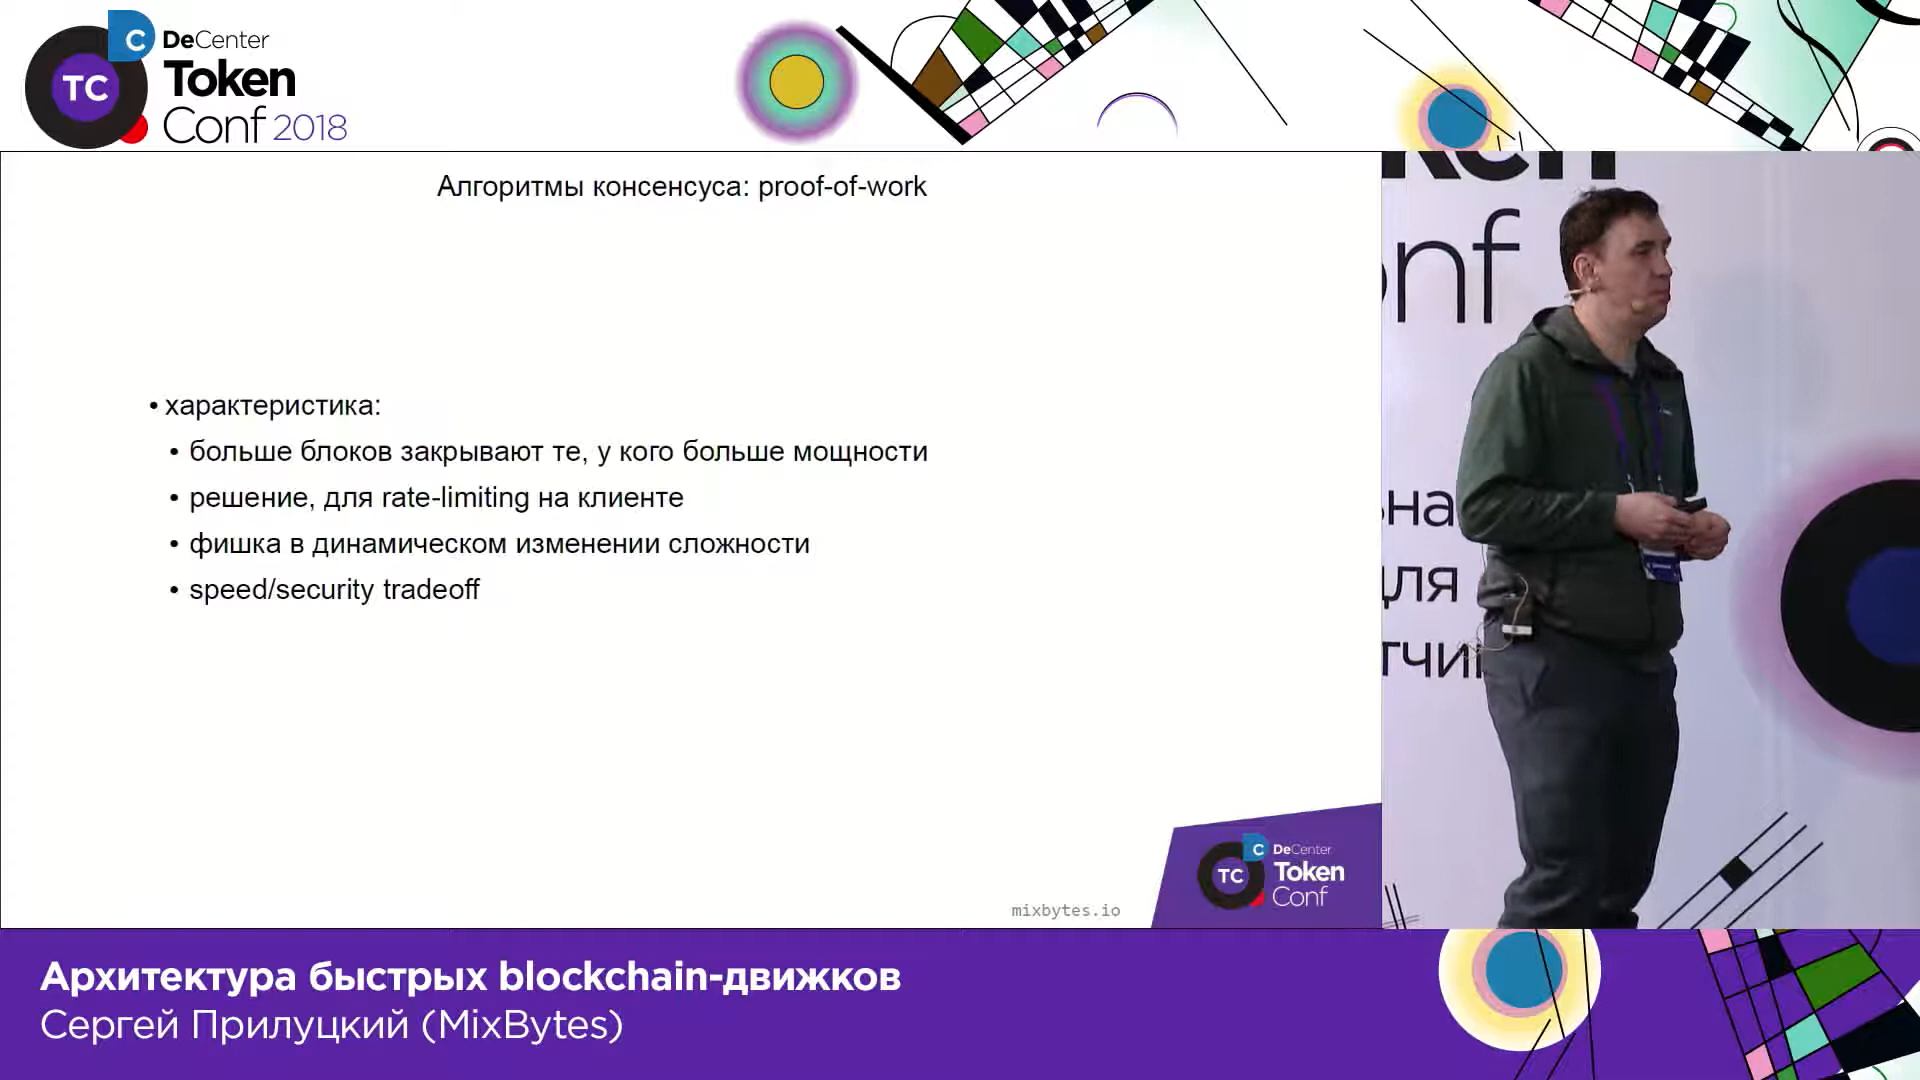 DeCenter
C
TC
Token
Conf 2018
Алгоритмы консенсуса: proof-of-work
• характеристика:
• больше блоков закрывают те, у кого больше мощности
• решение, для rate-limiting на клиенте
• фишка в динамическом изменении сложности
• speed/security tradeoff
mixbytes.io
C
DeCenter
TC
Token
Conf
onf
для
Архитектура быстрых blockchain-движков
Сергей Прилуцкий (MixBytes)